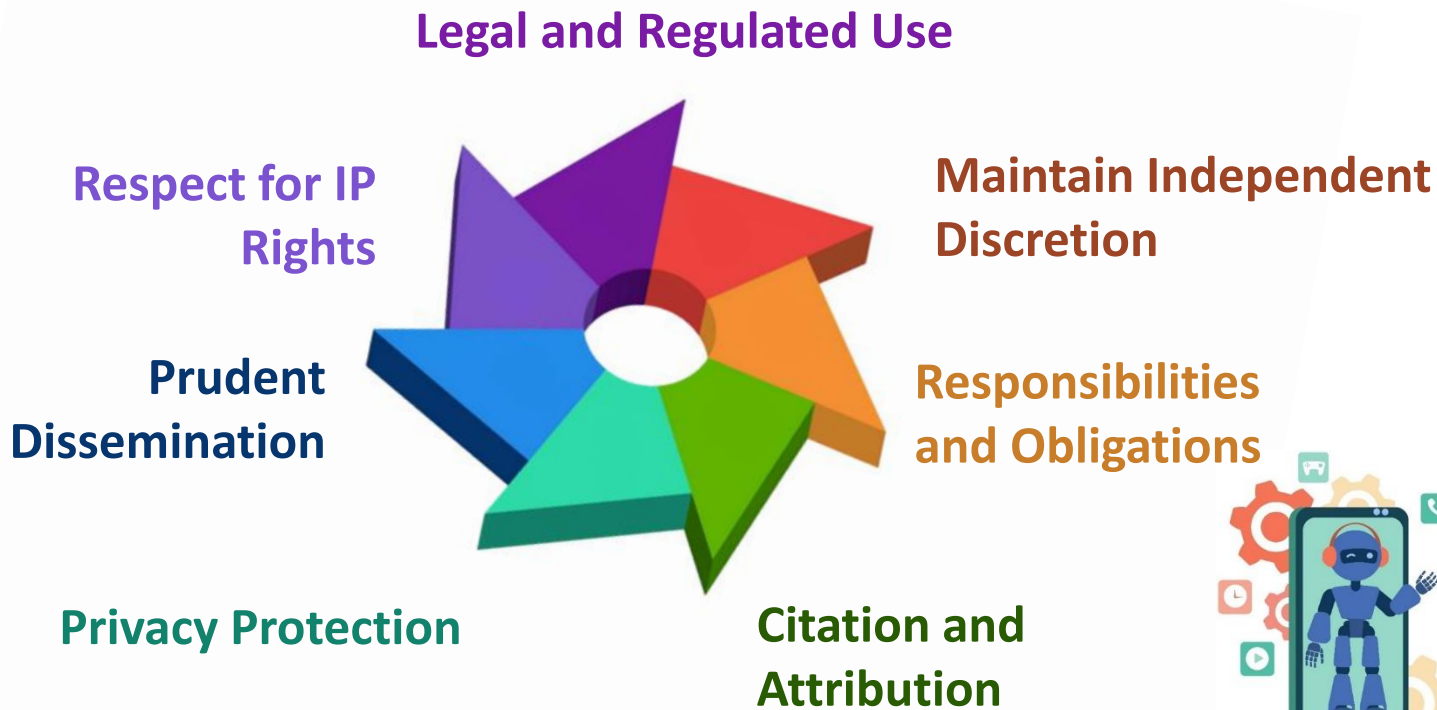 Legal and Regulated Use
Respect for IP
Rights
Maintain Independent
Discretion
Prudent
Dissemination
Responsibilities
and Obligations
Privacy Protection
Citation and
Attribution